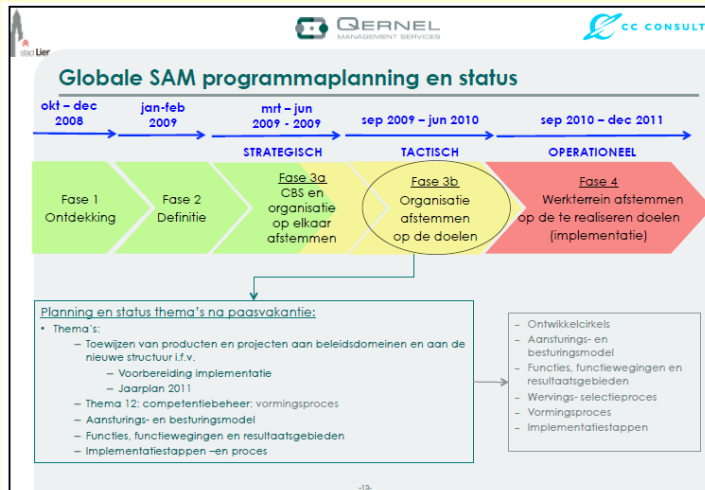 stad Lier
QERNEL
MANAGEMENT SERVICES
CC CONSULT
Globale SAM programmaplanning en status
okt – dec
2008
jan-feb
2009
mrt – jun
2009 - 2009
sep 2009 – jun 2010
sep 2010 – dec 2011
STRATEGISCH
TACTISCH
OPERATIONEEL
Fase 1
Ontdekking
Fase 2
Definitie
Fase 3a
CBS en
organisatie
op elkaar
afstemmen
Fase 3b
Organisatie
afstemmen
op de doelen
Fase 4
Werkterrein afstemmen
op de te realiseren doelen
(implementatie)
Planning en status thema's na paasvakantie:
• Thema's:
– Toewijzen van producten en projecten aan beleidsdomeinen en aan de
nieuwe structuur i.f.v.
– Voorbereiding implementatie
– Jaarplan 2011
– Thema 12: competentiebeheer: vormingsproces
– Aansturings- en besturingsmodel
– Functies, functiewegingen en resultaatsgebieden
– Implementatiestappen –en proces
– Ontwikkelcirkels
– Aansturings- en
besturingsmodel
– Functies, functiewegingen en
resultaatsgebieden
– Wervings- selectieproces
– Vormingsproces
– Implementatiestappen
-13-